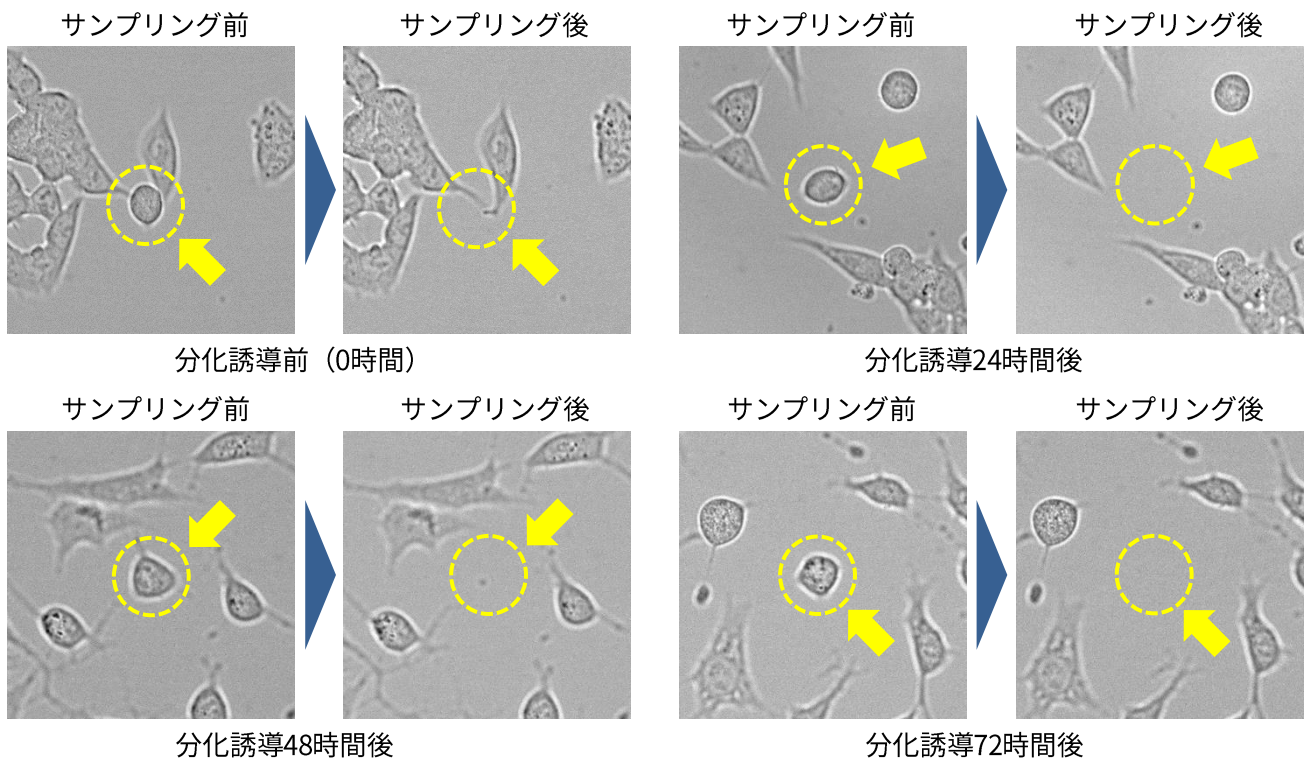 サンプリング前
サンプリング後
サンプリング前
サンプリング後
分化誘導前（0時間）
分化誘導24時間後
サンプリング前
サンプリング後
サンプリング前
サンプリング後
分化誘導48時間後
分化誘導72時間後